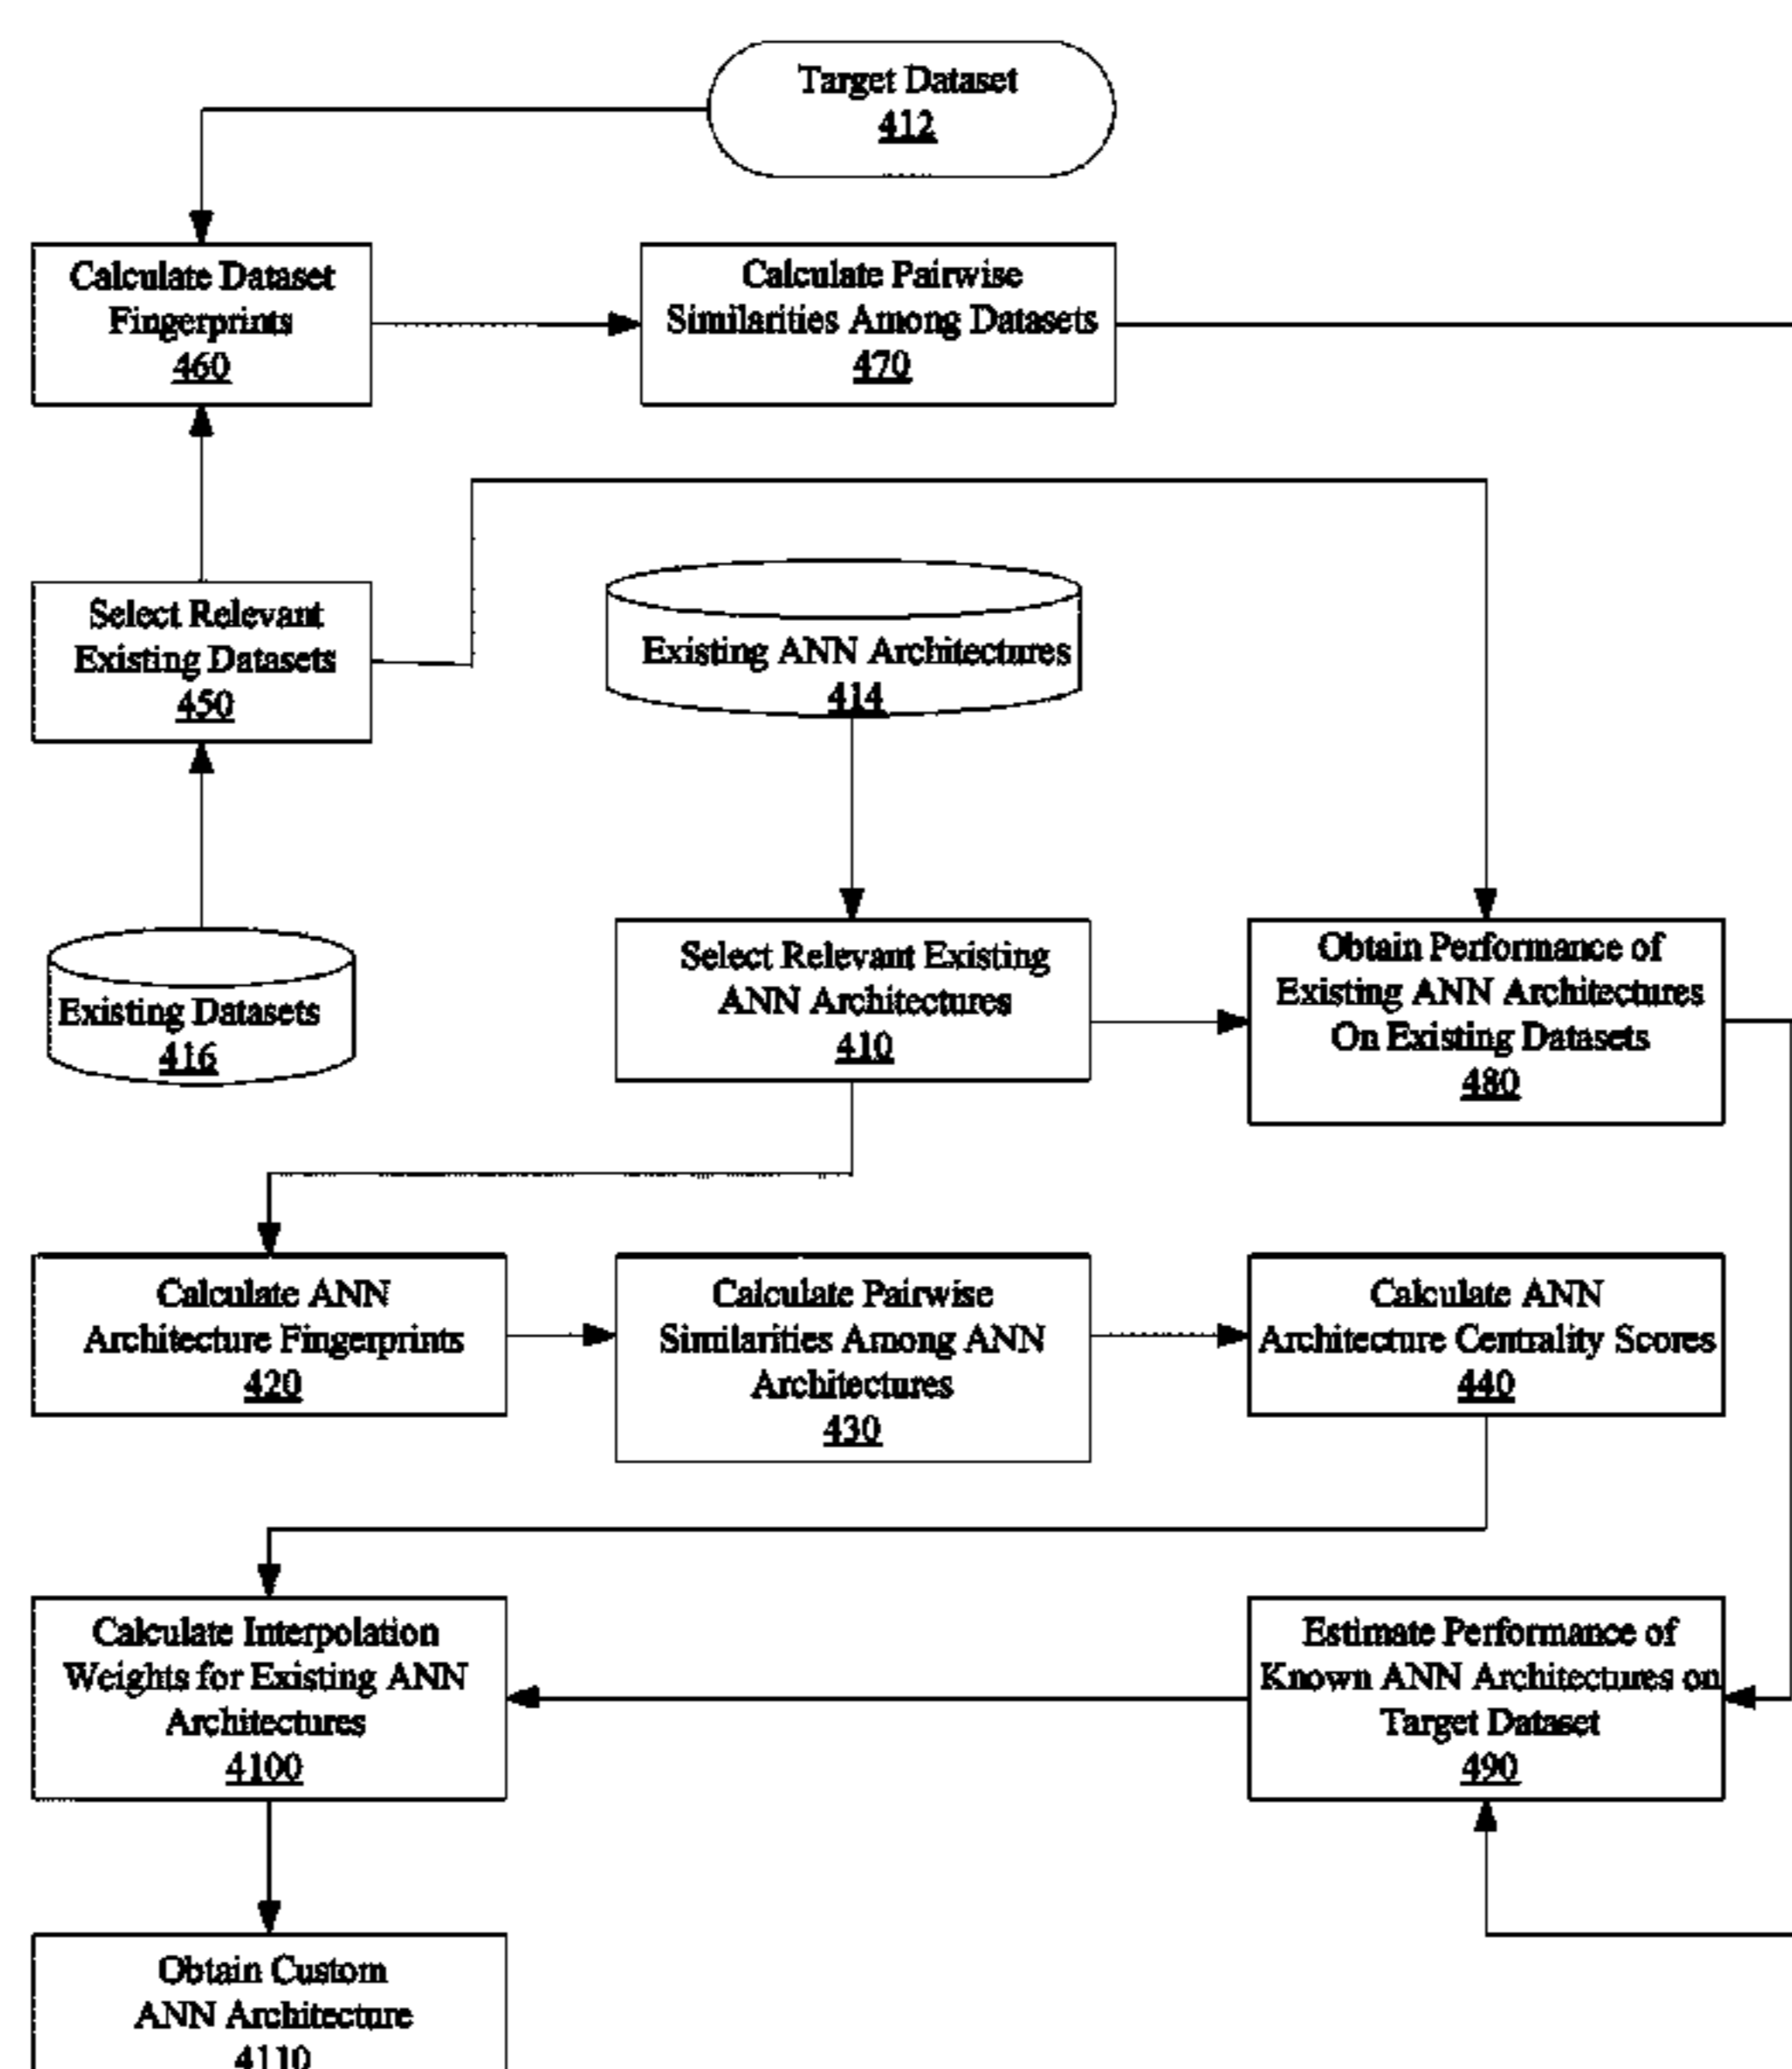 Target Dataset
412
Calculate Dataset
Fingerprints
460
Calculate Pairwise
Similarities Among Datasets
470
Select Relevant
Existing Datasets
450
Existing ANN Architectures
414
Existing Datasets
416
Select Relevant Existing
ANN Architectures
410
Obtain Performance of
Existing ANN Architectures
On Existing Datasets
480
Calculate ANN
Architecture Fingerprints
420
Calculate Pairwise
Similarities Among ANN
Architectures
430
Calculate ANN
Architecture Centrality Scores
440
Calculate Interpolation
Weights for Existing ANN
Architectures
4100
Estimate Performance of
Known ANN Architectures on
Target Dataset
490
Obtain Custom
ANN Architecture
4110